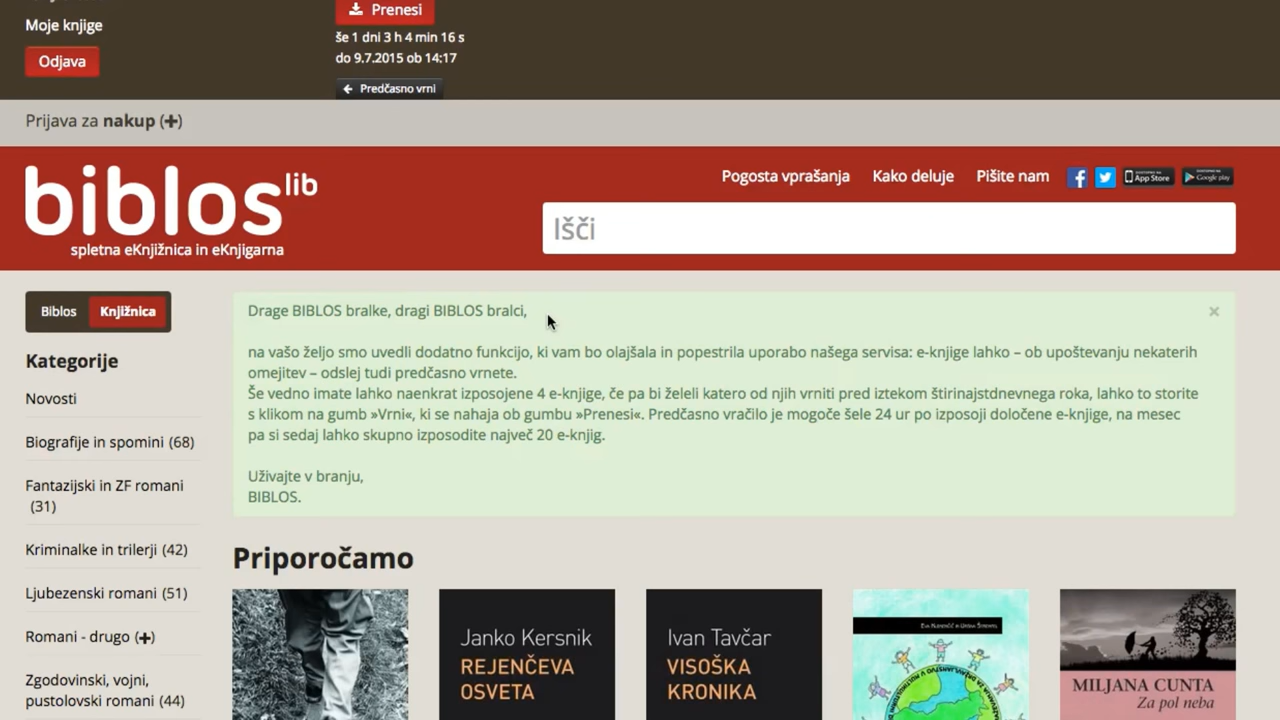 Moje knjige
Odjava
Prenesi
še 1 dni 3 h 4 min 16 s
do 9.7.2015 ob 14:17
Predčasno vrni
Prijava za nakup (+)
biblos lib
spletna eKnjižnica in eKnjigarna
Pogosta vprašanja
Kako deluje
Pišite nam
App Store
Google play
Išči
Biblos
Knjižnica
Kategorije
Novosti
Biografije in spomini (68)
Fantazijski in ZF romani
(31)
Kriminalke in trilerji (42)
Ljubezenski romani (51)
Romani - drugo (+)
Zgodovinski, vojni,
pustolovski romani (44)
Drage BIBLOS bralke, dragi BIBLOS bralci,
na vašo željo smo uvedli dodatno funkcijo, ki vam bo olajšala in popestrila uporabo našega servisa: e-knjige lahko – ob upoštevanju nekaterih
omejitev – odslej tudi predčasno vrnete.
Še vedno imate lahko naenkrat izposojene 4 e-knjige, če pa bi želeli katero od njih vrniti pred iztekom štirinajstdnevnega roka, lahko to storite
s klikom na gumb »Vrni«, ki se nahaja ob gumbu »Prenesi«. Predčasno vračilo je mogoče šele 24 ur po izposoji določene e-knjige, na mesec
pa si sedaj lahko skupno izposodite največ 20 e-knjig.
Uživajte v branju,
BIBLOS.
Priporočamo
Janko Kersnik
REJENČEVA
OSVETA
Ivan Tavčar
VISOŠKA
KRONIKA
MILJANA CUNTA
Za pol neba